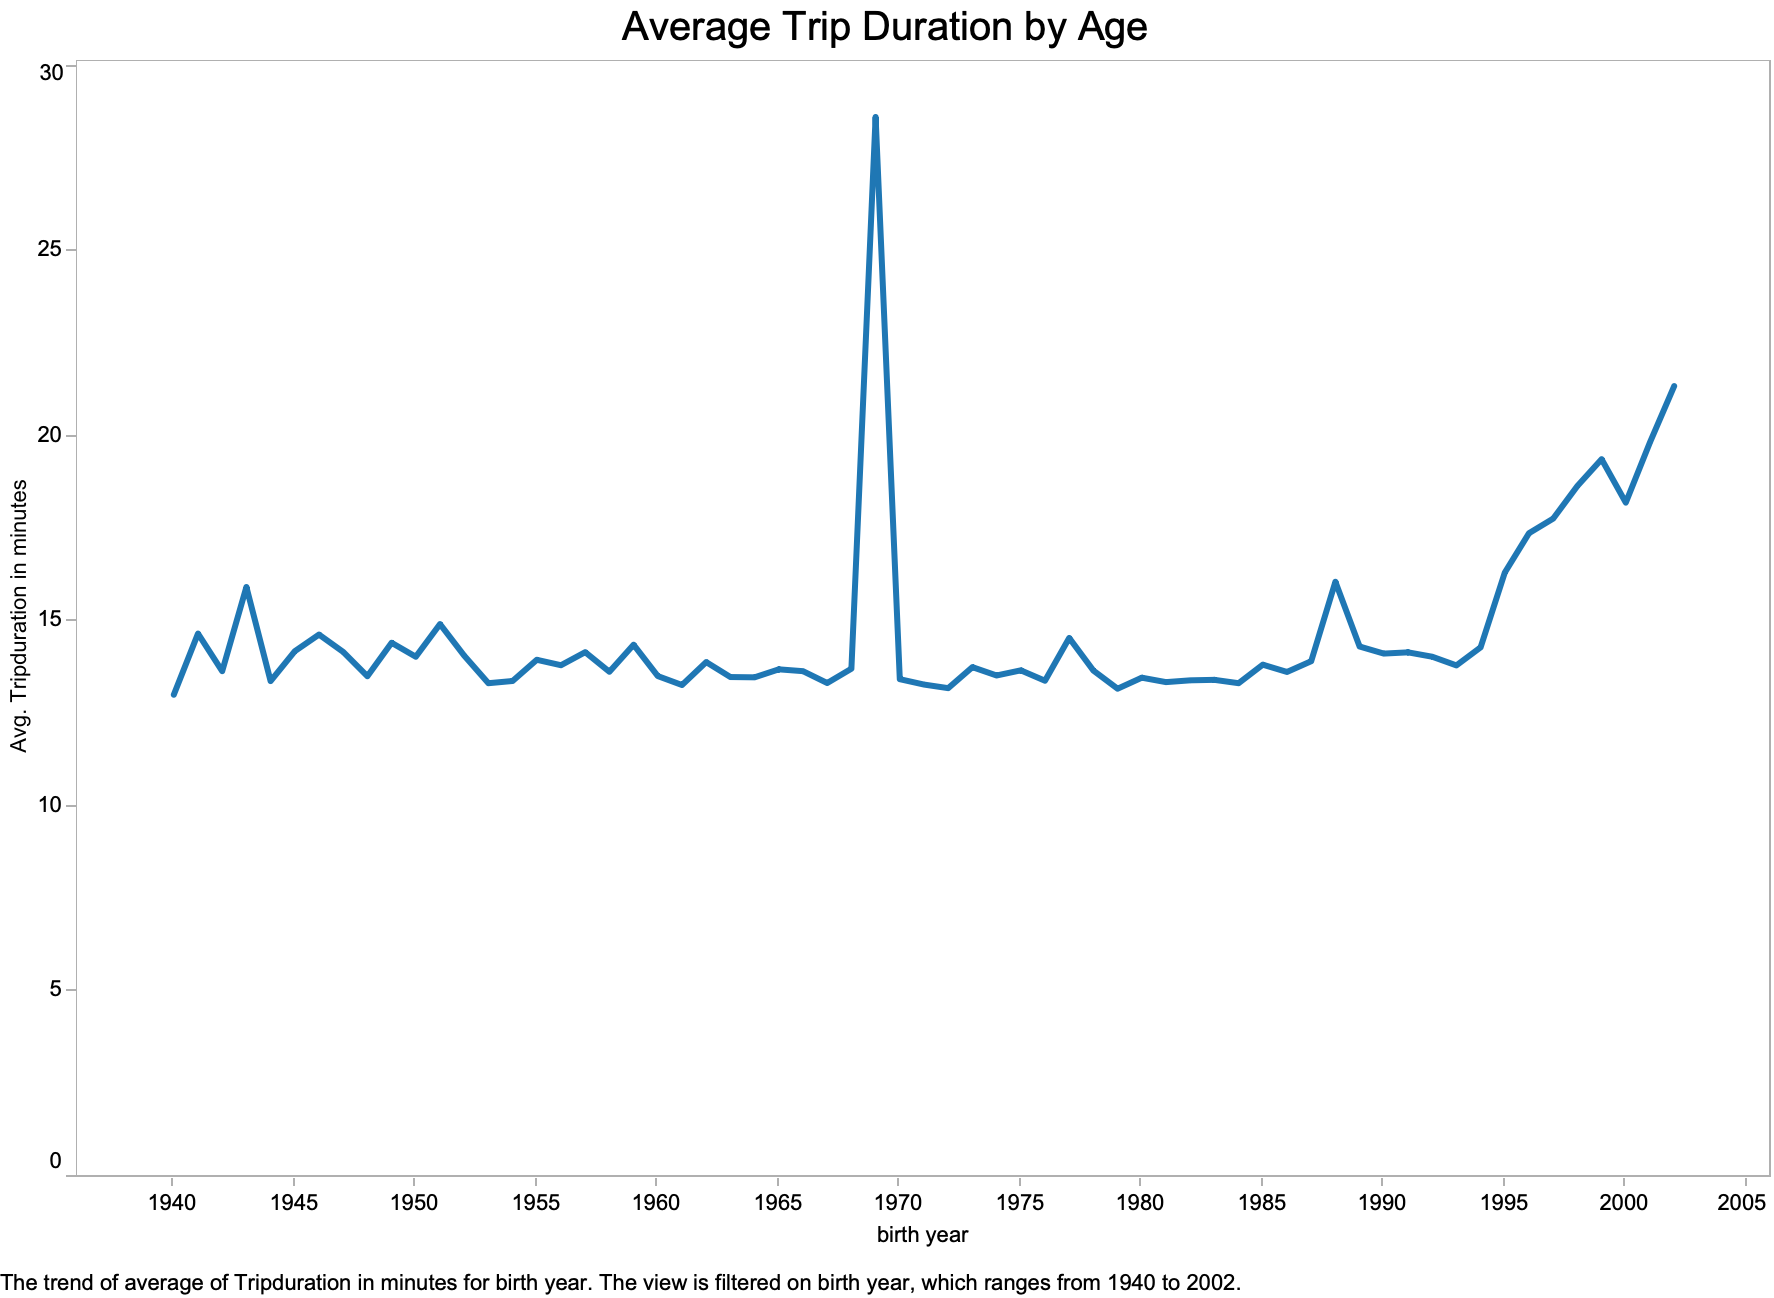 Average Trip Duration by Age
30
25
20
15
10
5
0
Avg. Tripduration in minutes
1940 1945 1950 1955 1960 1965 1970 1975 1980 1985 1990 1995 2000 2005
birth year
The trend of average of Tripduration in minutes for birth year. The view is filtered on birth year, which ranges from 1940 to 2002.